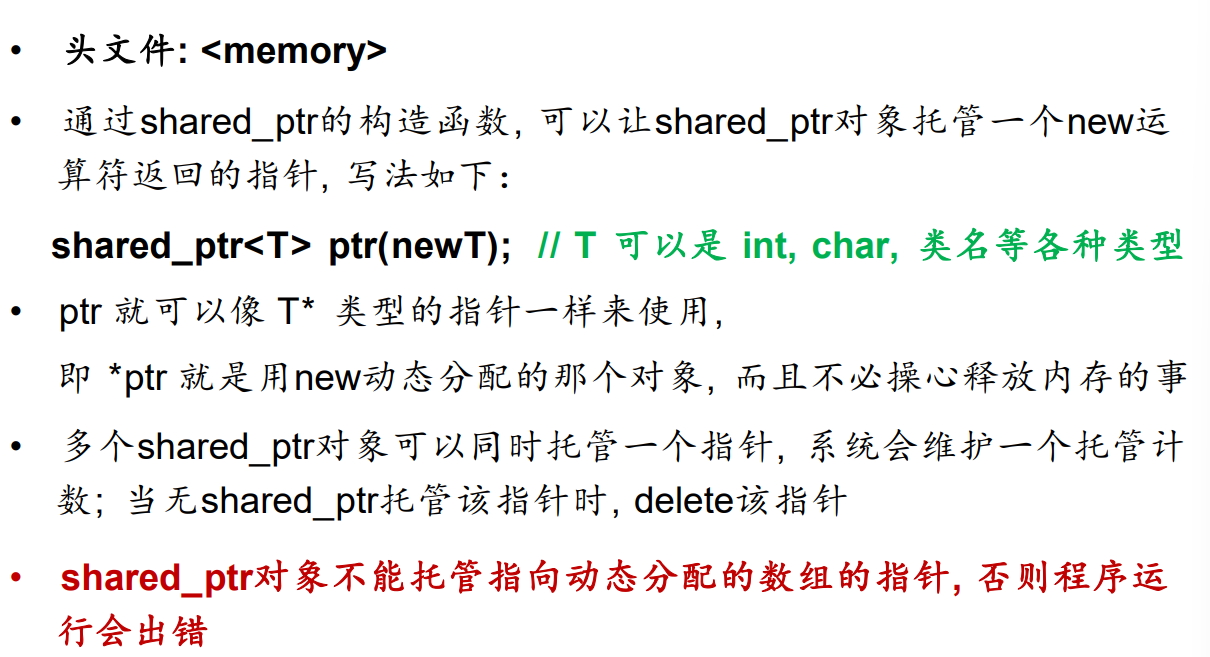 • 头文件: <memory>
• 通过shared_ptr的构造函数, 可以让shared_ptr对象托管一个new运
算符返回的指针, 写法如下：
shared_ptr<T> ptr(newT); // T 可以是 int, char, 类名等各种类型
• ptr 就可以像 T* 类型的指针一样来使用,
即 *ptr 就是用new动态分配的那个对象, 而且不必操心释放内存的事
• 多个shared_ptr对象可以同时托管一个指针, 系统会维护一个托管计
数; 当无shared_ptr托管该指针时, delete该指针
• shared_ptr对象不能托管指向动态分配的数组的指针, 否则程序运
行会出错